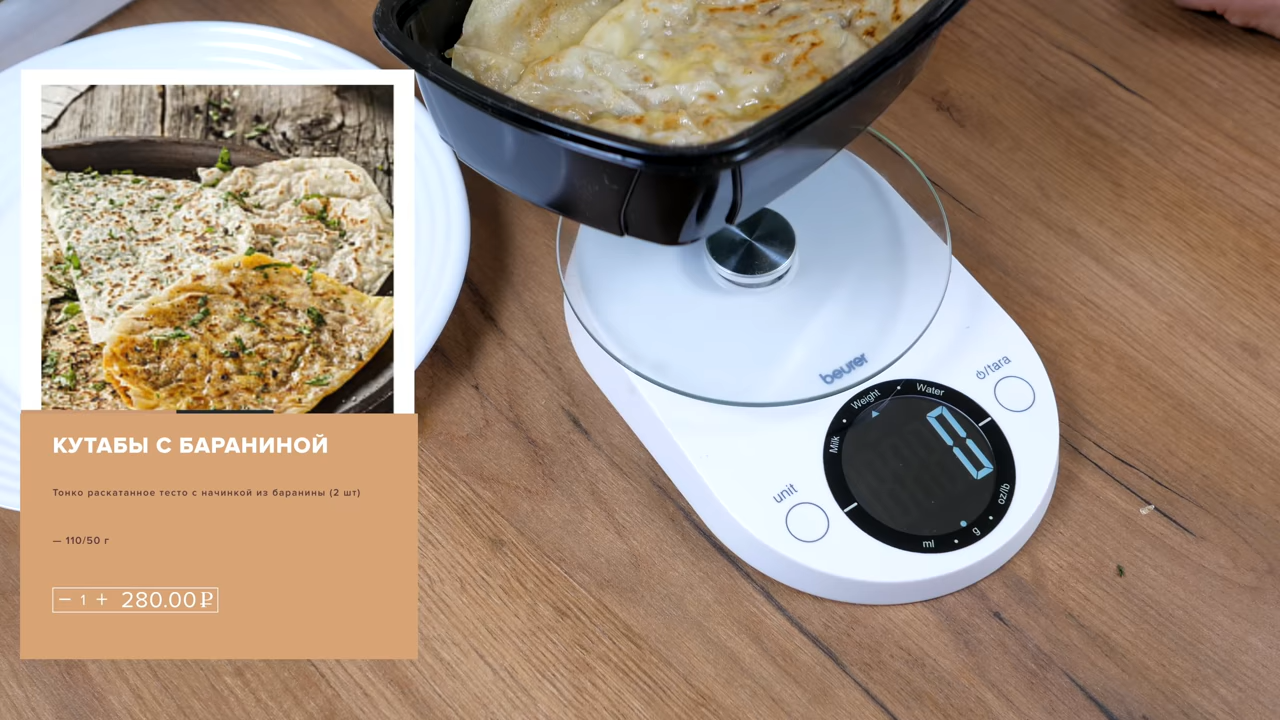 КУТАБЫ С БАРАНИНОЙ
Тонко раскатанное тесто с начинкой из баранины (2 шт)
— 110/50 г
− 1 + 280.00 ₽
beurer
/tara
unit
Milk • Weight • Water
ml • g • oz/lb
0